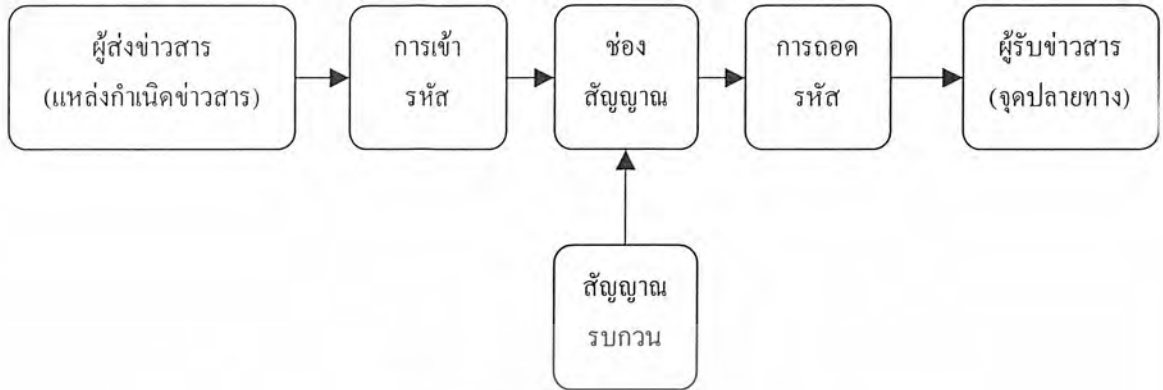 ผู้ส่งข่าวสาร
(แหล่งกำเนิดข่าวสาร)
การเข้า
รหัส
ช่อง
สัญญาณ
การถอด
รหัส
ผู้รับข่าวสาร
(จุดปลายทาง)
สัญญาณ
รบกวน